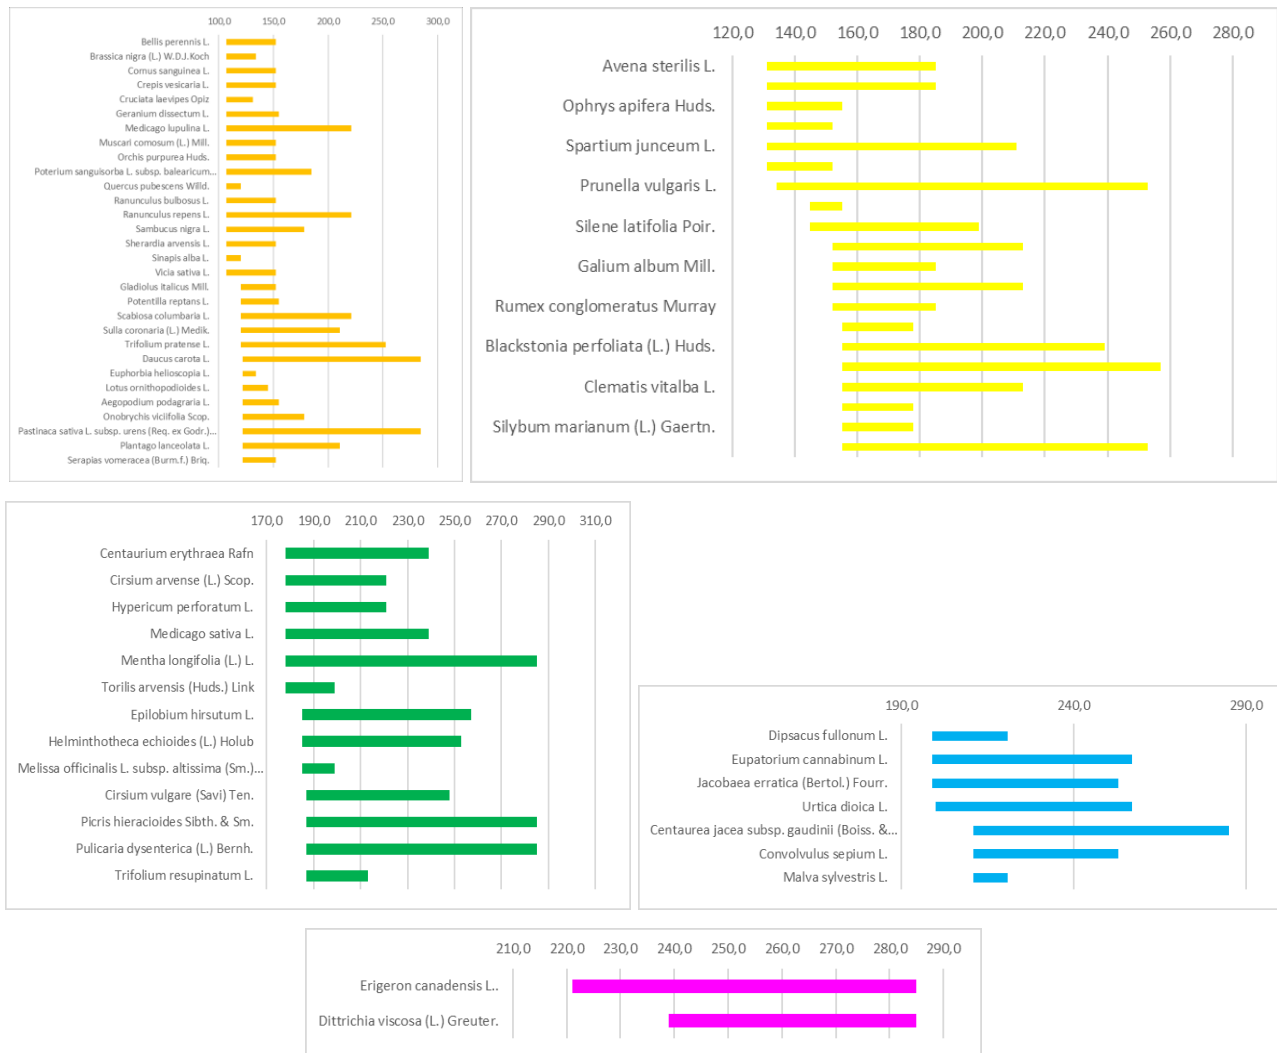 100,0 150,0 200,0 250,0 300,0
Bellis perennis L.
Brassica nigra (L.) W.D.J.Koch
Cornus sanguinea L.
Crepis vesicaria L.
Cruciata laevipes Opiz
Geranium dissectum L.
Medicago lupulina L.
Muscari comosum (L.) Mill.
Orchis purpurea Huds.
Poterium sanguisorba L. subsp. balearicum...
Quercus pubescens Willd.
Ranunculus bulbosus L.
Ranunculus repens L.
Sambucus nigra L.
Sherardia arvensis L.
Sinapis alba L.
Vicia sativa L.
Gladiolus italicus Mill.
Potentilla reptans L.
Scabiosa columbaria L.
Sulla coronaria (L.) Medik.
Trifolium pratense L.
Daucus carota L.
Euphorbia helioscopia L.
Lotus ornithopodioides L.
Aegopodium podagraria L.
Onobrychis viciifolia Scop.
Pastinaca sativa L. subsp. urens (Req. ex Godr.)...
Plantago lanceolata L.
Serapias vomeracea (Burm.f.) Briq.
120,0 140,0 160,0 180,0 200,0 220,0 240,0 260,0 280,0
Avena sterilis L.
Ophrys apifera Huds.
Spartium junceum L.
Prunella vulgaris L.
Silene latifolia Poir.
Galium album Mill.
Rumex conglomeratus Murray
Blackstonia perfoliata (L.) Huds.
Clematis vitalba L.
Silybum marianum (L.) Gaertn.
170,0 190,0 210,0 230,0 250,0 270,0 290,0 310,0
Centaurium erythraea Rafn
Cirsium arvense (L.) Scop.
Hypericum perforatum L.
Medicago sativa L.
Mentha longifolia (L.) L.
Torilis arvensis (Huds.) Link
Epilobium hirsutum L.
Helminthotheca echioides (L.) Holub
Melissa officinalis L. subsp. altissima (Sm.)...
Cirsium vulgare (Savi) Ten.
Picris hieracioides Sibth. & Sm.
Pulicaria dysenterica (L.) Bernh.
Trifolium resupinatum L.
190,0 240,0 290,0
Dipsacus fullonum L.
Eupatorium cannabinum L.
Jacobaea erratica (Bertol.) Fourr.
Urtica dioica L.
Centaurea jacea subsp. gaudinii (Boiss. &...
Convolvulus sepium L.
Malva sylvestris L.
210,0 220,0 230,0 240,0 250,0 260,0 270,0 280,0 290,0
Erigeron canadensis L..
Dittrichia viscosa (L.) Greuter.